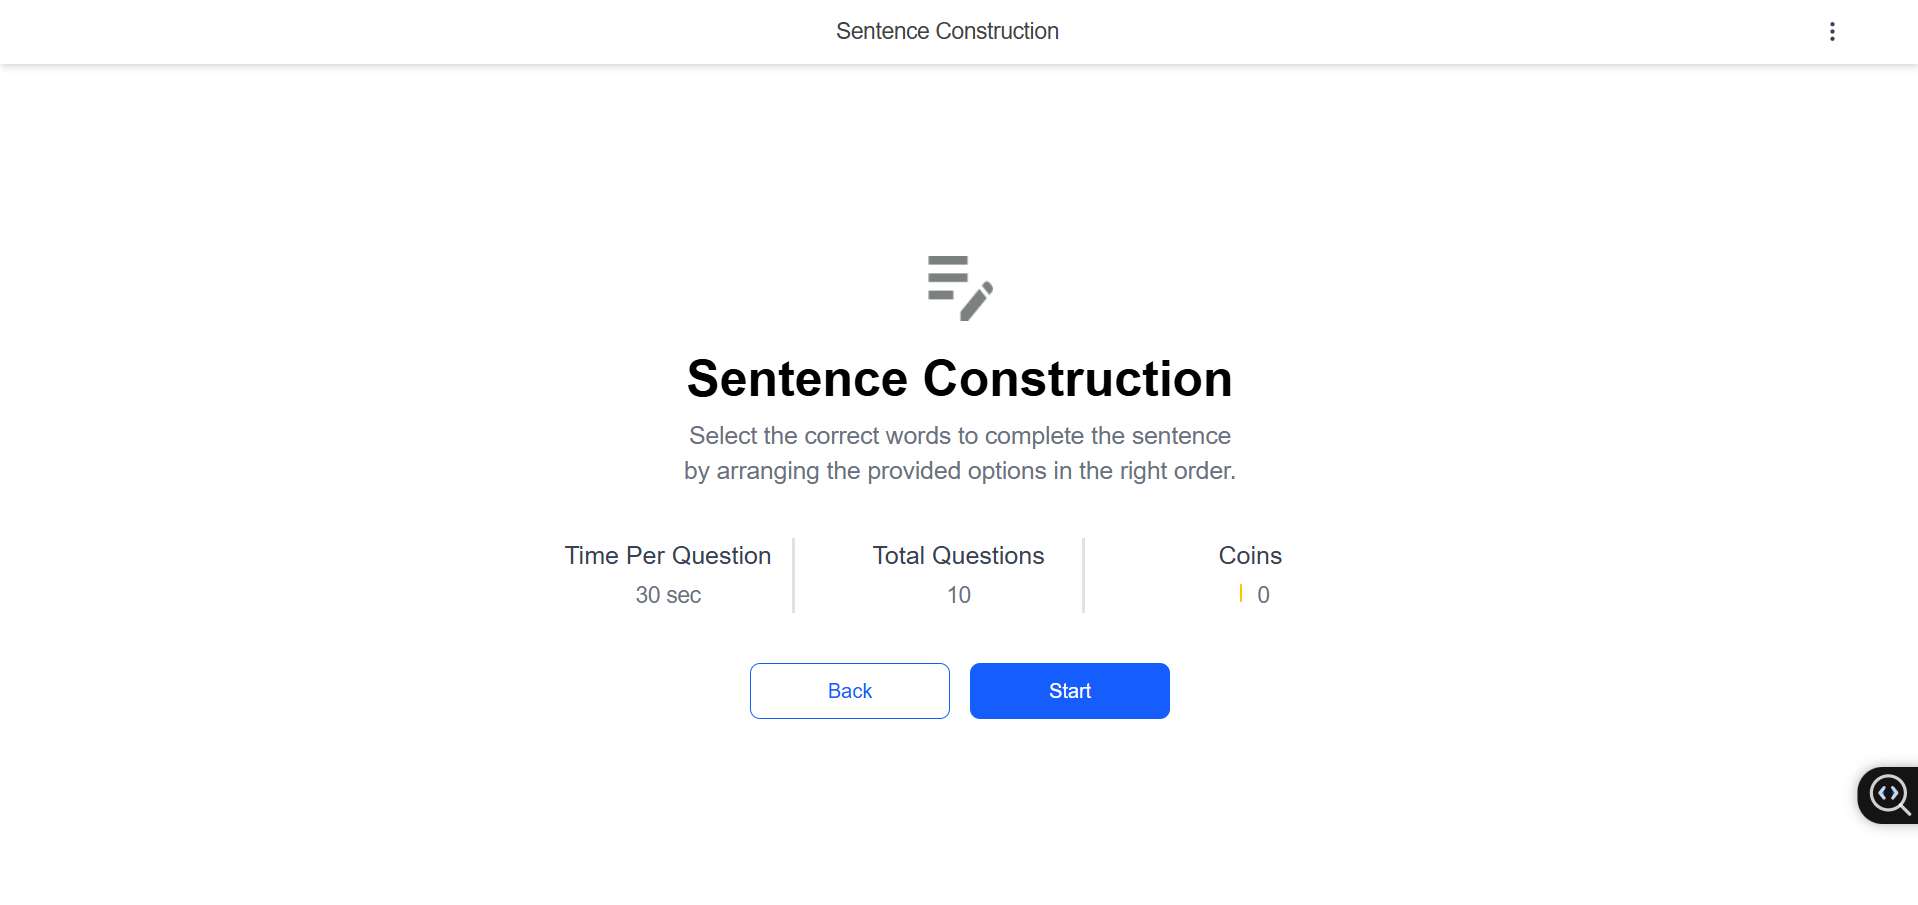 Sentence Construction
Sentence Construction
Select the correct words to complete the sentence
by arranging the provided options in the right order.
Time Per Question
30 sec
Total Questions
10
Coins
0
Back
Start